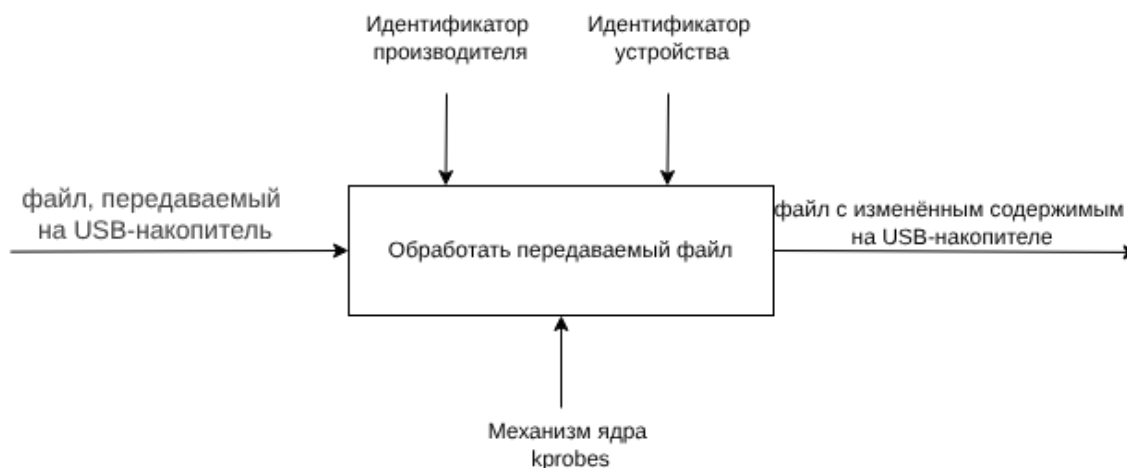 Идентификатор
производителя
Идентификатор
устройства
файл, передаваемый
на USB-накопитель
Обработать передаваемый файл
файл с изменённым содержимым
на USB-накопителе
Механизм ядра
kprobes